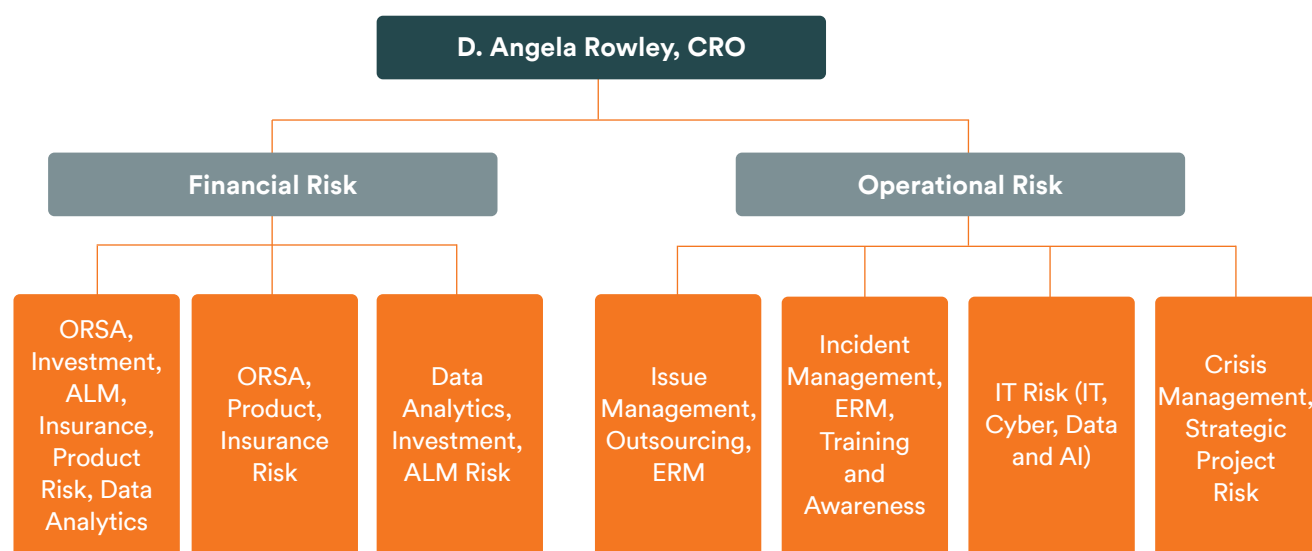 D. Angela Rowley, CRO
Financial Risk
Operational Risk
ORSA,
Investment,
ALM,
Insurance,
Product
Risk, Data
Analytics
ORSA,
Product,
Insurance
Risk
Data
Analytics,
Investment,
ALM Risk
Issue
Management,
Outsourcing,
ERM
Incident
Management,
ERM,
Training
and
Awareness
IT Risk (IT,
Cyber, Data
and AI)
Crisis
Management,
Strategic
Project
Risk